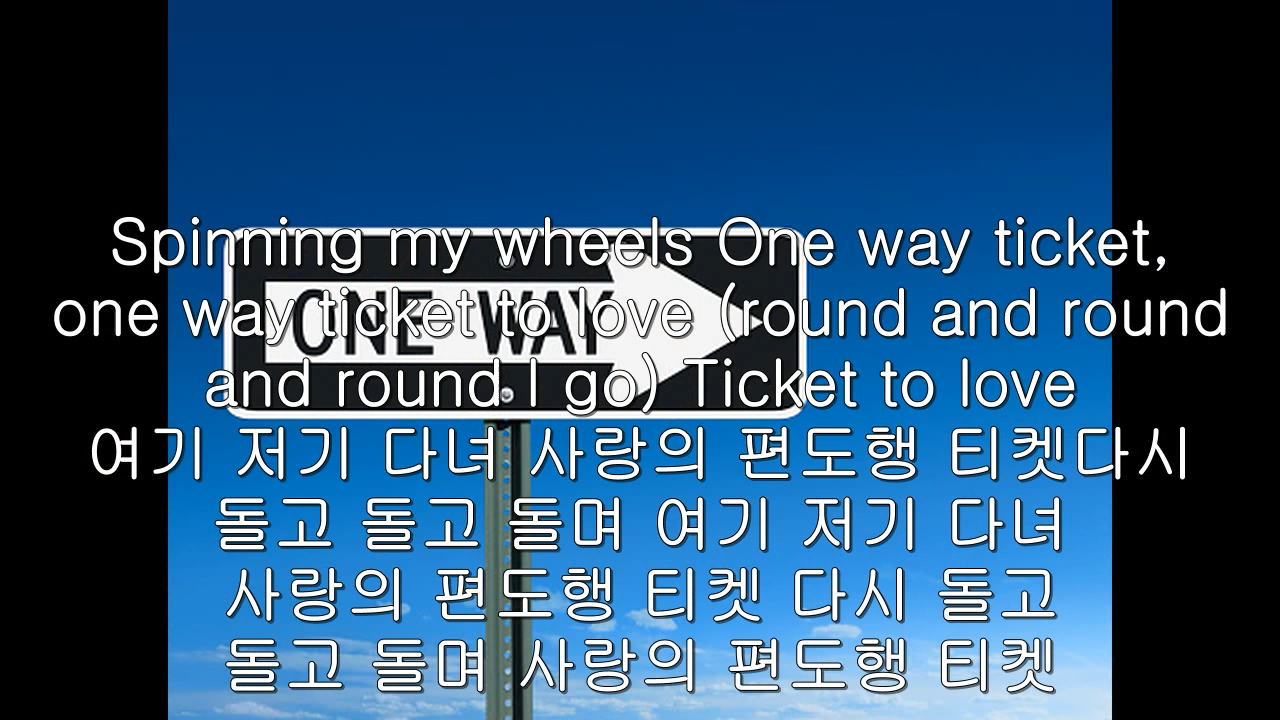 Spinning my wheels One way ticket,
one way ticket to love (round and round
and round I go) Ticket to love
여기 저기 다녀 사랑의 편도행 티켓다시
돌고 돌고 돌며 여기 저기 다녀
사랑의 편도행 티켓 다시 돌고
돌고 돌며 사랑의 편도행 티켓
ONE WAY